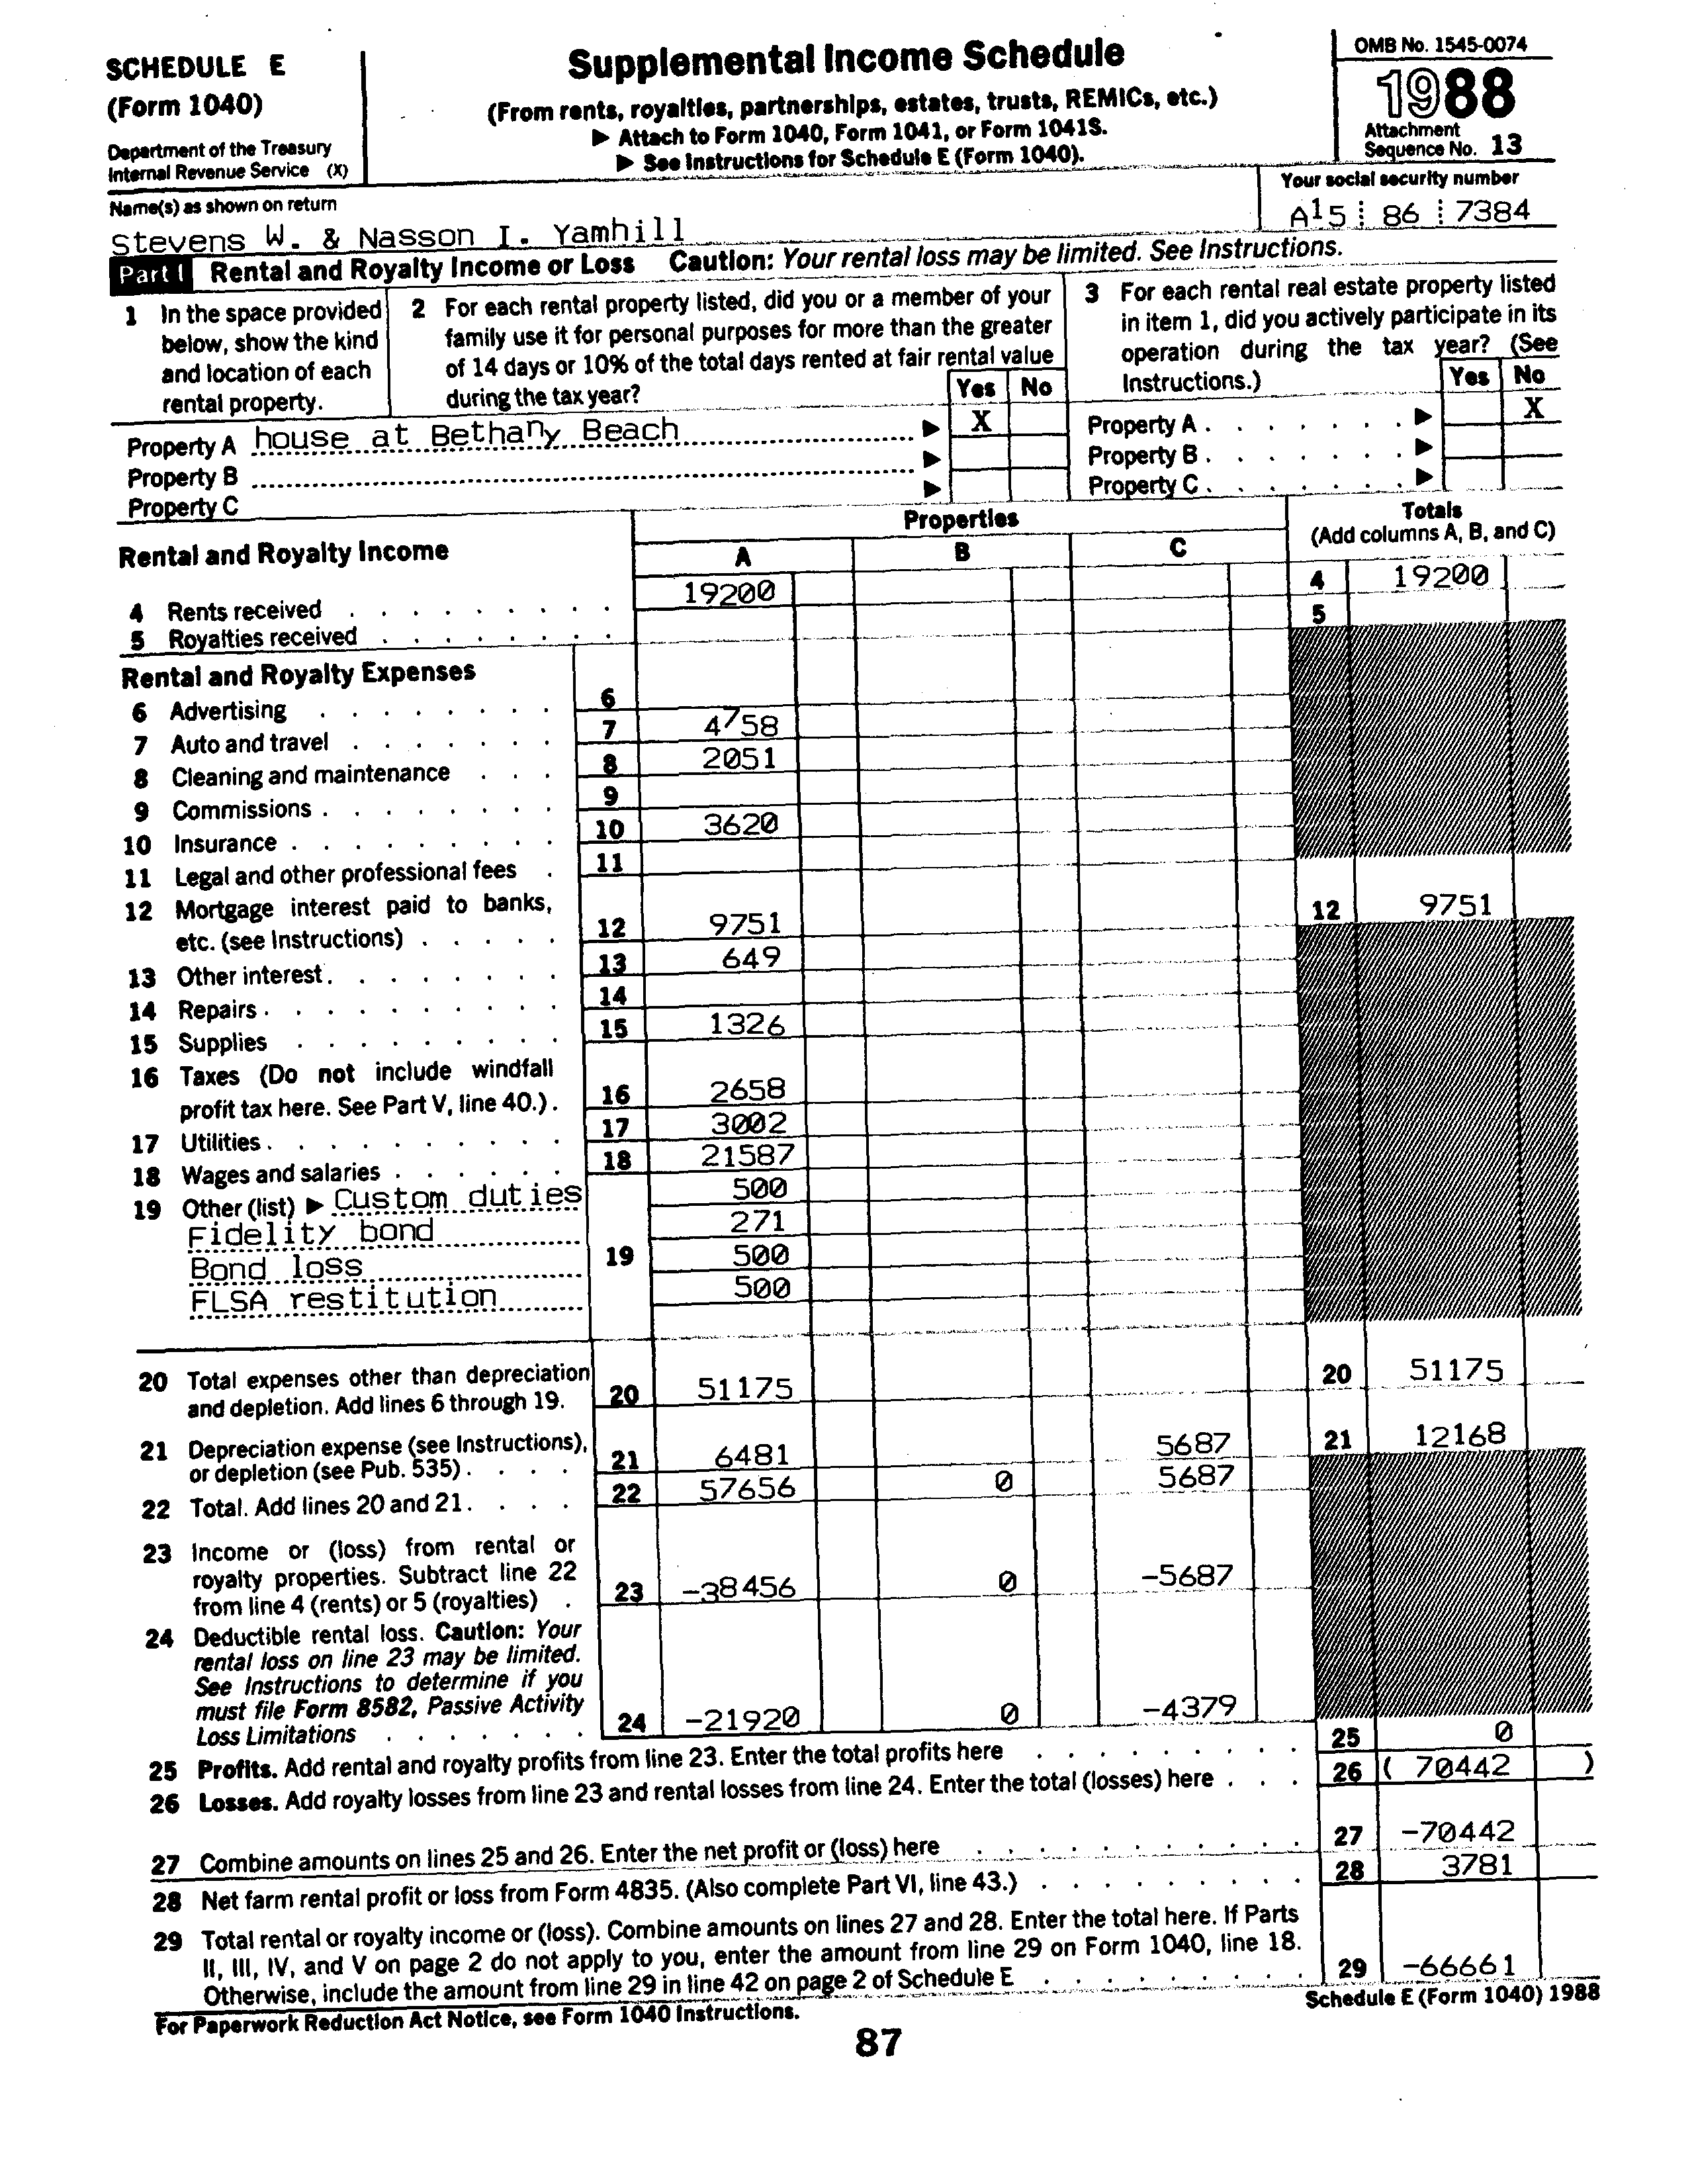 SCHEDULE E
(Form 1040)
Department of the Treasury
Internal Revenue Service (X)
Supplemental Income Schedule
(From rents, royalties, partnerships, estates, trusts, REMICs, etc.)
▶ Attach to Form 1040, Form 1041, or Form 1041S.
▶ See Instructions for Schedule E (Form 1040).
OMB No. 1545-0074
1988
Attachment
Sequence No. 13
Name(s) as shown on return
Stevens W. & Nasson I. Yamhill
Your social security number
A15 86 7384
Part I Rental and Royalty Income or Loss Caution: Your rental loss may be limited. See Instructions.
1 In the space provided
below, show the kind
and location of each
rental property.
2 For each rental property listed, did you or a member of your
family use it for personal purposes for more than the greater
of 14 days or 10% of the total days rented at fair rental value
during the tax year?
Yes No
3 For each rental real estate property listed
in item 1, did you actively participate in its
operation during the tax year? (See
Instructions.)
Yes No
Property A house at Bethany Beach ▶ X
Property B ▶
Property C ▶
Property A . . . . . . . ▶ X
Property B . . . . . . . ▶
Property C . . . . . . . ▶
Rental and Royalty Income
Properties
A B C
Totals
(Add columns A, B, and C)
4 Rents received 19200 4 19200
5 Royalties received 5
Rental and Royalty Expenses
6 Advertising 6
7 Auto and travel 7 4758
8 Cleaning and maintenance 8 2051
9 Commissions 9
10 Insurance 10 3620
11 Legal and other professional fees 11
12 Mortgage interest paid to banks,
etc. (see Instructions) 12 9751 12 9751
13 Other interest 13 649
14 Repairs 14
15 Supplies 15 1326
16 Taxes (Do not include windfall
profit tax here. See Part V, line 40.) 16 2658
17 Utilities 17 3002
18 Wages and salaries 18 21587
19 Other (list) ▶ Custom duties 500
Fidelity bond 271
Bond loss 19 500
FLSA restitution 500
20 Total expenses other than depreciation
and depletion. Add lines 6 through 19. 20 51175 20 51175
21 Depreciation expense (see Instructions),
or depletion (see Pub. 535) 21 6481 5687 21 12168
22 Total. Add lines 20 and 21 22 57656 0 5687
23 Income or (loss) from rental or
royalty properties. Subtract line 22
from line 4 (rents) or 5 (royalties) 23 -38456 0 -5687
24 Deductible rental loss. Caution: Your
rental loss on line 23 may be limited.
See Instructions to determine if you
must file Form 8582, Passive Activity
Loss Limitations 24 -21920 0 -4379
25 Profits. Add rental and royalty profits from line 23. Enter the total profits here 25 0
26 Losses. Add royalty losses from line 23 and rental losses from line 24. Enter the total (losses) here 26 ( 70442 )
27 Combine amounts on lines 25 and 26. Enter the net profit or (loss) here 27 -70442
28 Net farm rental profit or loss from Form 4835. (Also complete Part VI, line 43.) 28 3781
29 Total rental or royalty income or (loss). Combine amounts on lines 27 and 28. Enter the total here. If Parts
II, III, IV, and V on page 2 do not apply to you, enter the amount from line 29 on Form 1040, line 18.
Otherwise, include the amount from line 29 in line 42 on page 2 of Schedule E 29 -66661
For Paperwork Reduction Act Notice, see Form 1040 Instructions.
Schedule E (Form 1040) 1988
87